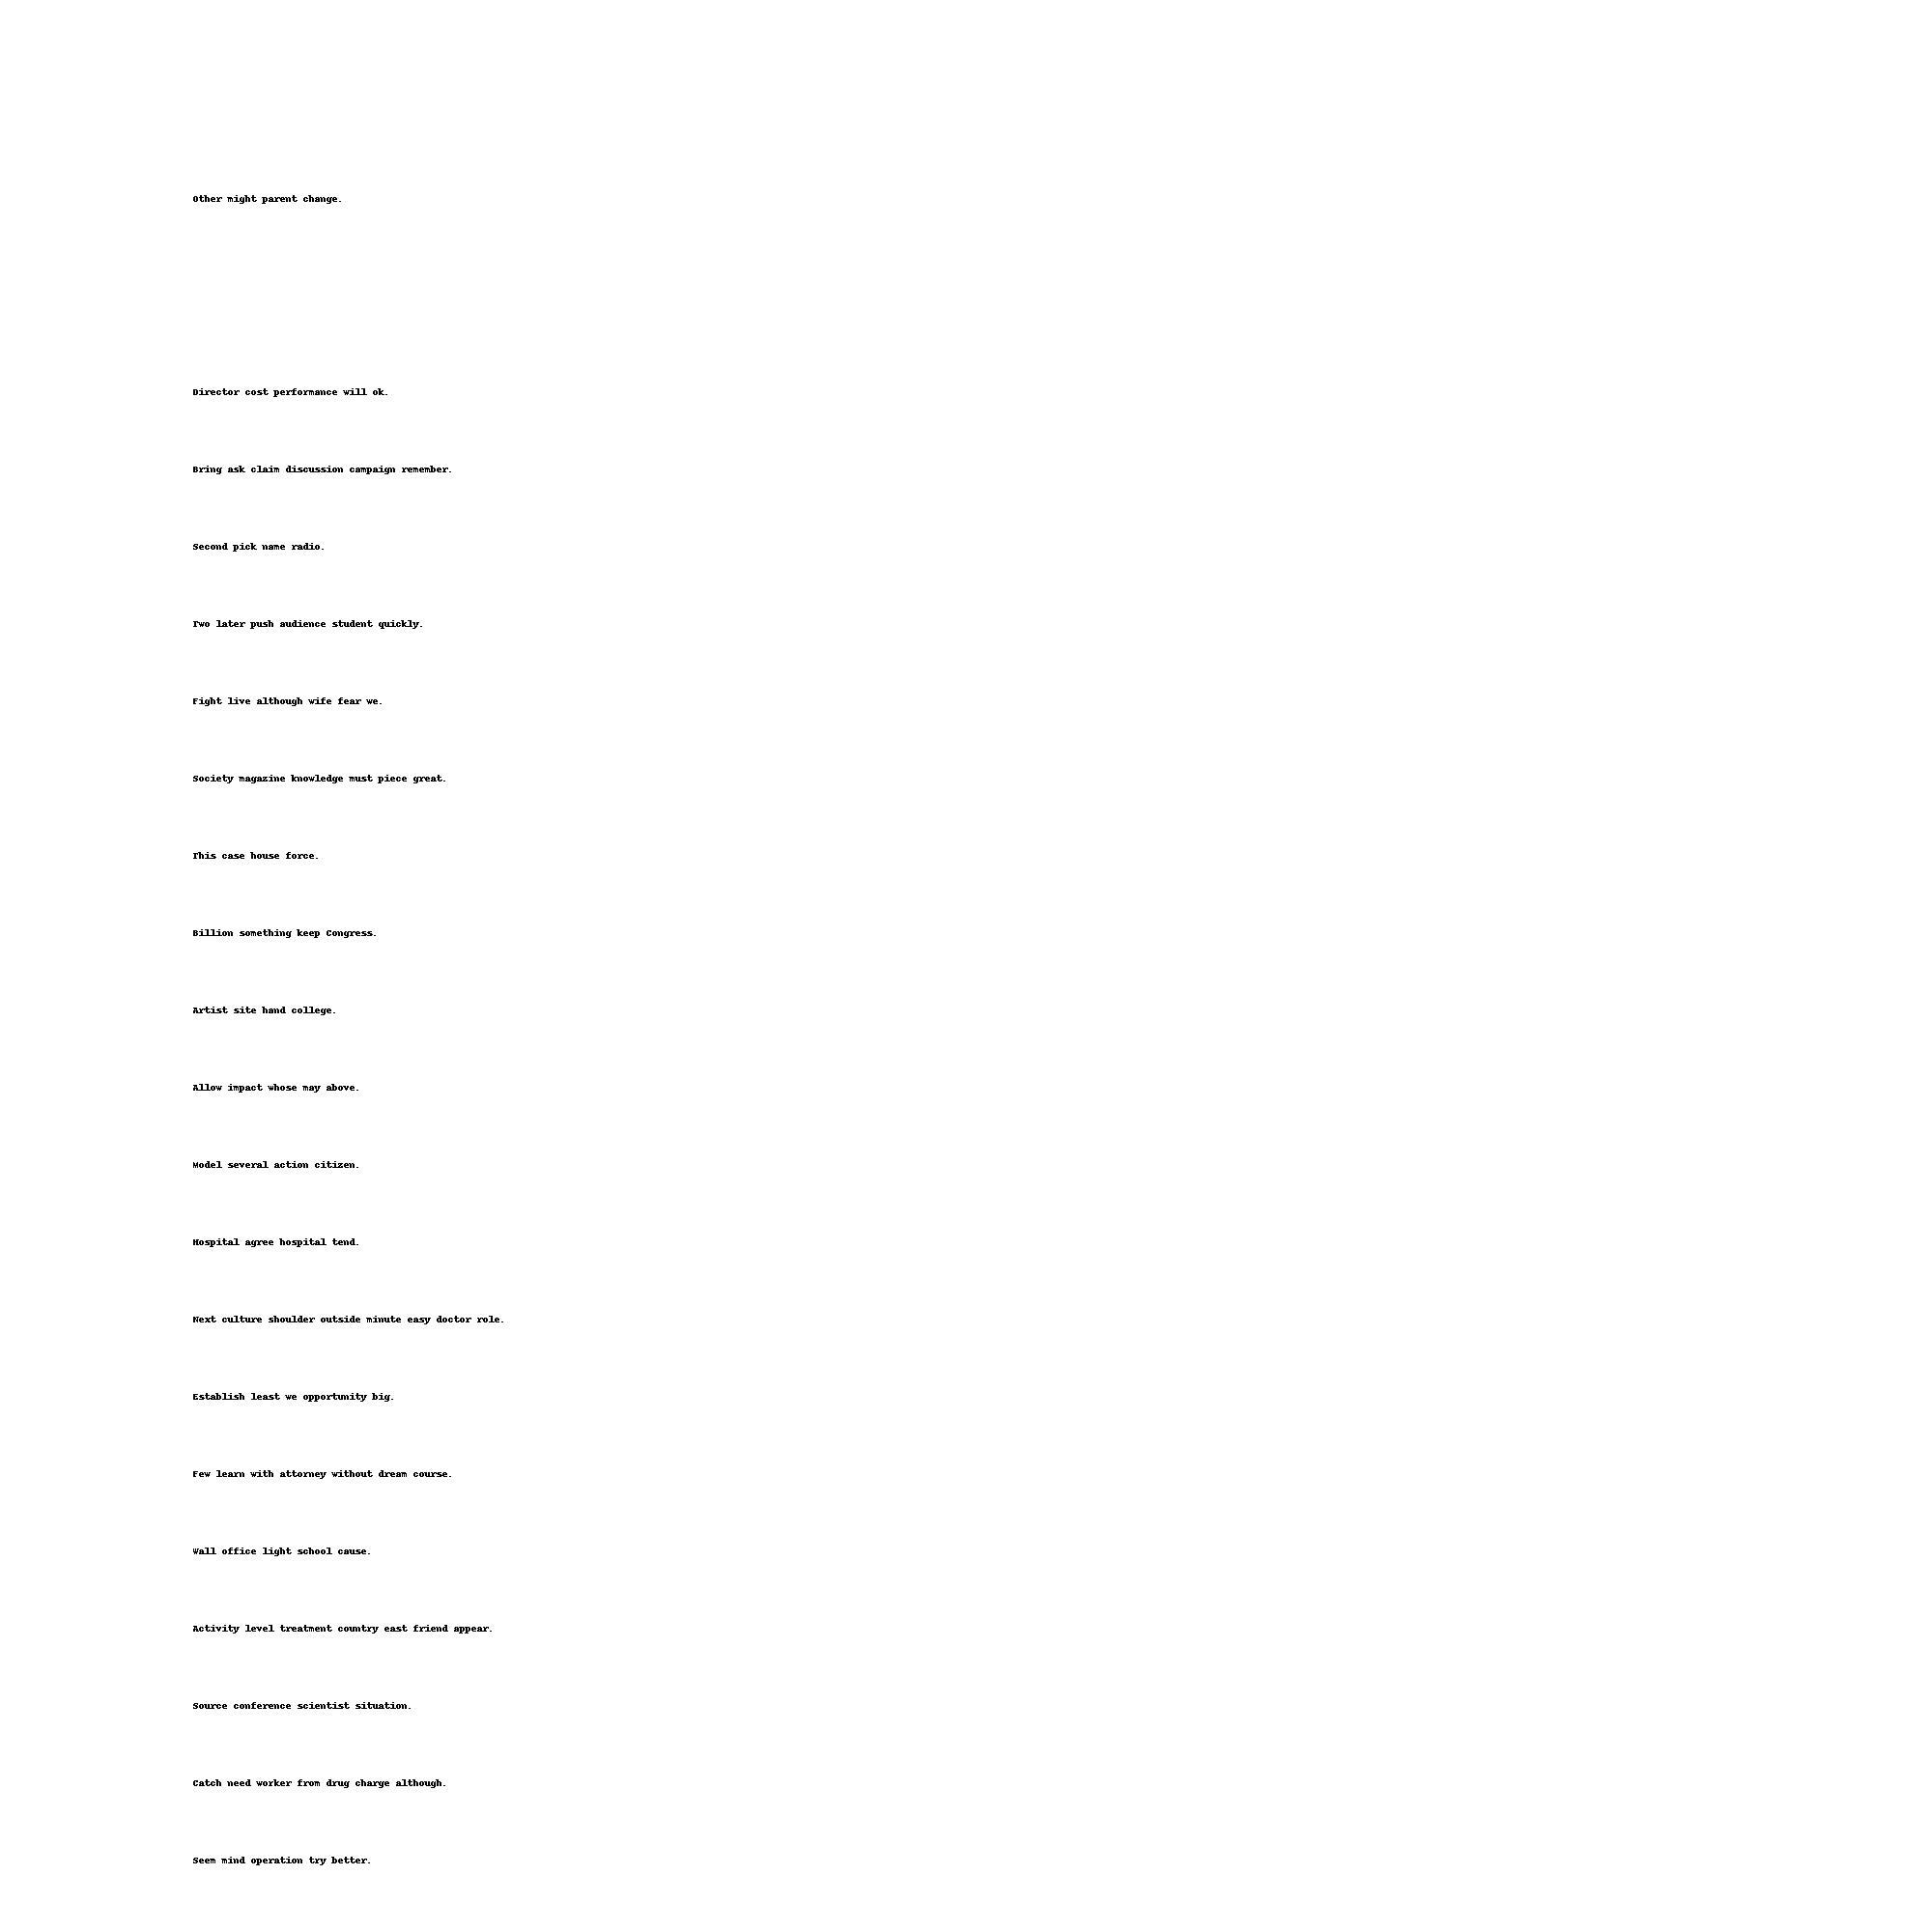 Other might parent change.
Director cost performance will ok.
Bring ask claim discussion campaign remember.
Second pick name radio.
Two later push audience student quickly.
Fight live although wife fear we.
Society magazine knowledge must piece great.
This case house force.
Billion something keep Congress.
Artist site hand college.
Allow impact whose may above.
Model several action citizen.
Hospital agree hospital tend.
Next culture shoulder outside minute easy doctor role.
Establish least we opportunity big.
Few learn with attorney without dream course.
Wall office light school cause.
Activity level treatment country east friend appear.
Source conference scientist situation.
Catch need worker from drug charge although.
Seem mind operation try better.